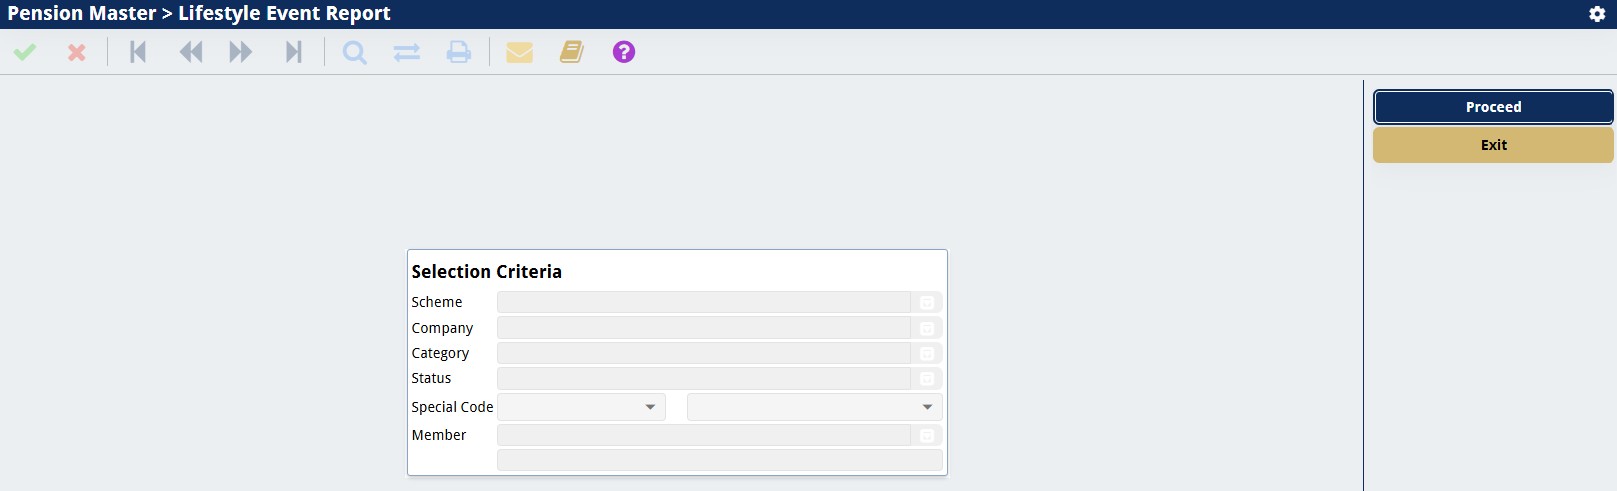 Pension Master > Lifestyle Event Report
?
Proceed
Exit
Selection Criteria
Scheme
Company
Category
Status
Special Code
Member